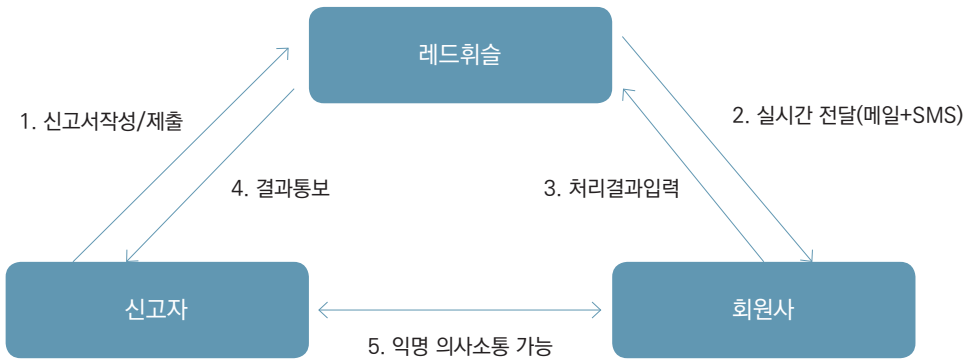 레드휘슬
1. 신고서작성/제출
2. 실시간 전달(메일+SMS)
4. 결과통보
3. 처리결과입력
신고자
회원사
5. 익명 의사소통 가능